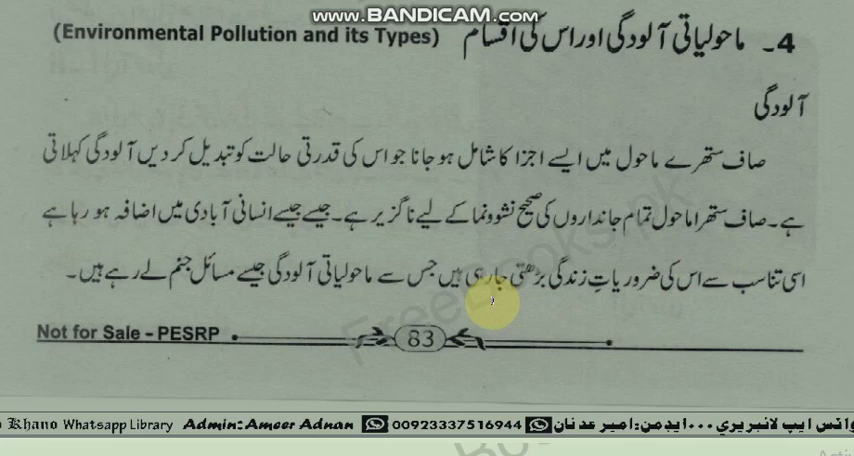 www.BANDICAM.com
4۔ ماحولیاتی آلودگی اور اس کی اقسام (Environmental Pollution and its Types)
آلودگی
صاف ستھرے ماحول میں ایسے اجزا کا شامل ہو جانا جو اس کی قدرتی حالت کو تبدیل کر دیں آلودگی کہلاتی
ہے۔ صاف ستھرا ماحول تمام جانداروں کی صحیح نشوونما کے لیے ناگزیر ہے۔ جیسے جیسے انسانی آبادی میں اضافہ ہو رہا ہے
اسی تناسب سے اس کی ضروریاتِ زندگی بڑھتی جا رہی ہیں جس سے ماحولیاتی آلودگی جیسے مسائل جنم لے رہے ہیں۔
FreeBooks.pk
Not for Sale - PESRP 83
Khano Whatsapp Library Admin: Ameer Adnan 00923337516944 واٹس ایپ لائبریری...ایڈمن: امیر عدنان